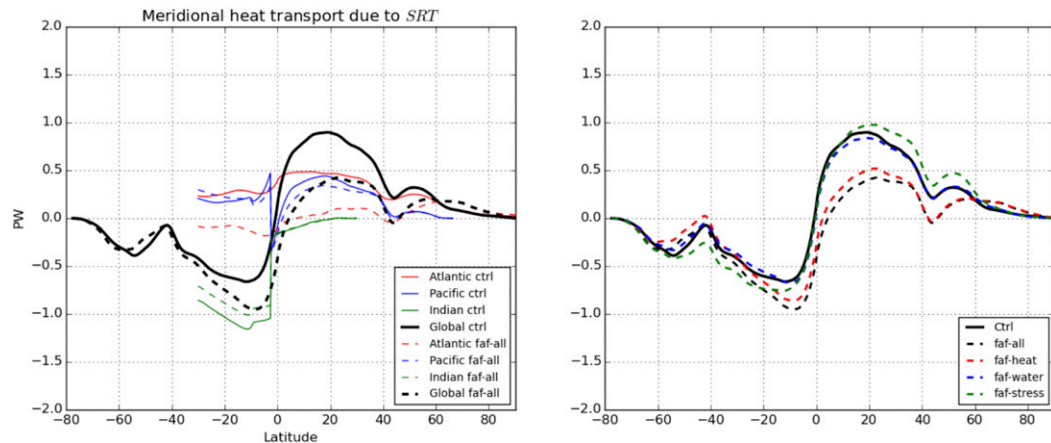 Meridional heat transport due to SRT
2.0
1.5
1.0
0.5
0.0
−0.5
−1.0
−1.5
−2.0
PW
−80 −60 −40 −20 0 20 40 60 80
Latitude
Atlantic ctrl
Pacific ctrl
Indian ctrl
Global ctrl
Atlantic faf-all
Pacific faf-all
Indian faf-all
Global faf-all
2.0
1.5
1.0
0.5
0.0
−0.5
−1.0
−1.5
−2.0
−80 −60 −40 −20 0 20 40 60 80
Ctrl
faf-all
faf-heat
faf-water
faf-stress